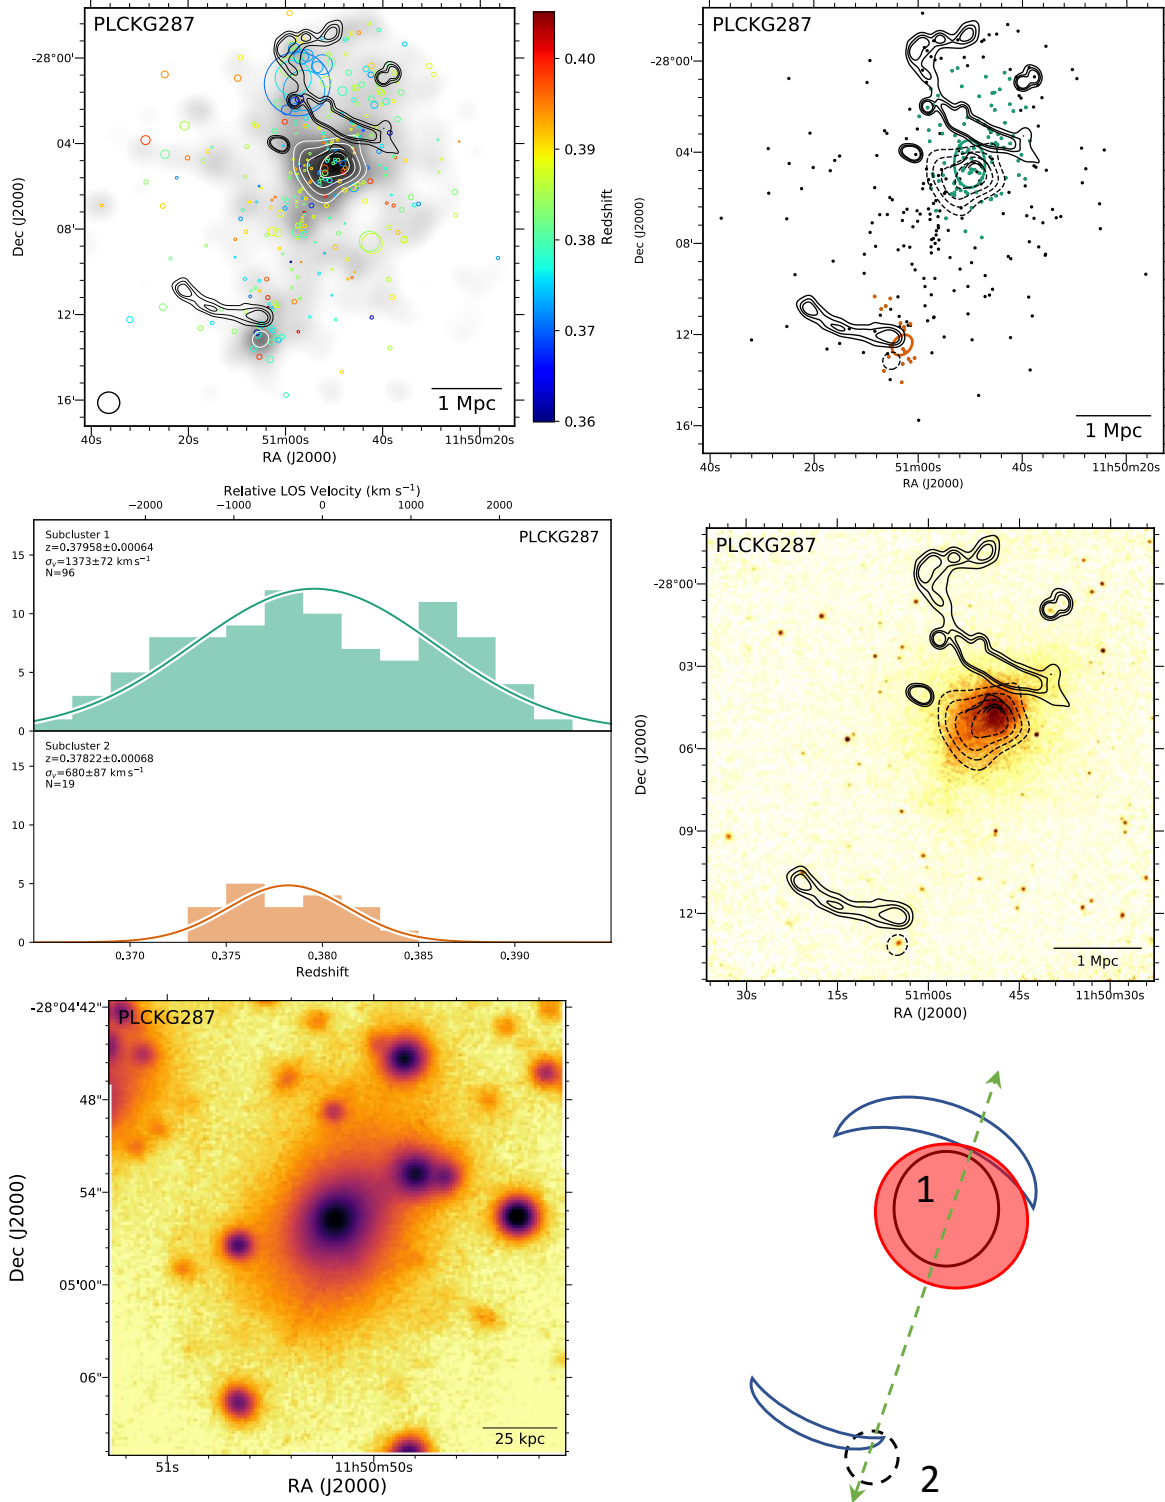 PLCKG287
-28°00'
04'
08'
12'
16'
Dec (J2000)
1 Mpc
40s 20s 51m00s 40s 11h50m20s
RA (J2000)
0.40
0.39
0.38
0.37
0.36
Redshift
PLCKG287
-28°00'
04'
08'
12'
16'
Dec (J2000)
1 Mpc
40s 20s 51m00s 40s 11h50m20s
RA (J2000)
Relative LOS Velocity (km s⁻¹)
−2000 −1000 0 1000 2000
Subcluster 1
z=0.37958±0.00064
σᵥ=1373±72 km s⁻¹
N=96
PLCKG287
15
10
5
0
Subcluster 2
z=0.37822±0.00068
σᵥ=680±87 km s⁻¹
N=19
15
10
5
0
0.370 0.375 0.380 0.385 0.390
Redshift
PLCKG287
-28°00'
03'
06'
09'
12'
Dec (J2000)
1 Mpc
30s 15s 51m00s 45s 11h50m30s
RA (J2000)
-28°04'42"
PLCKG287
48"
54"
05'00"
06"
Dec (J2000)
25 kpc
51s 11h50m50s
RA (J2000)
1
2